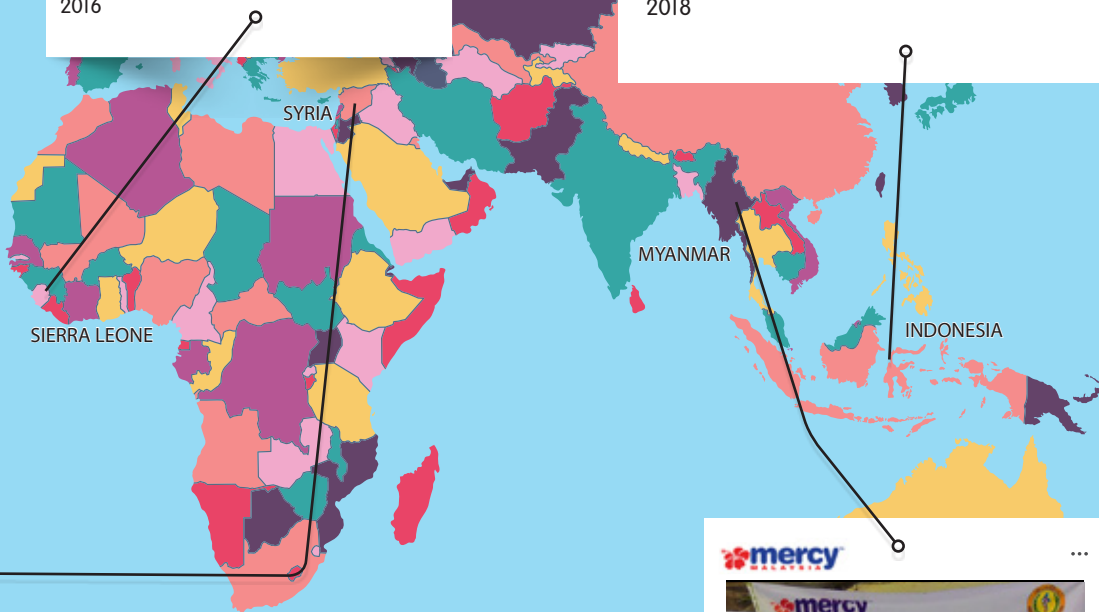 2016
2018
SYRIA
MYANMAR
SIERRA LEONE
INDONESIA
mercy
MALAYSIA
...
mercy